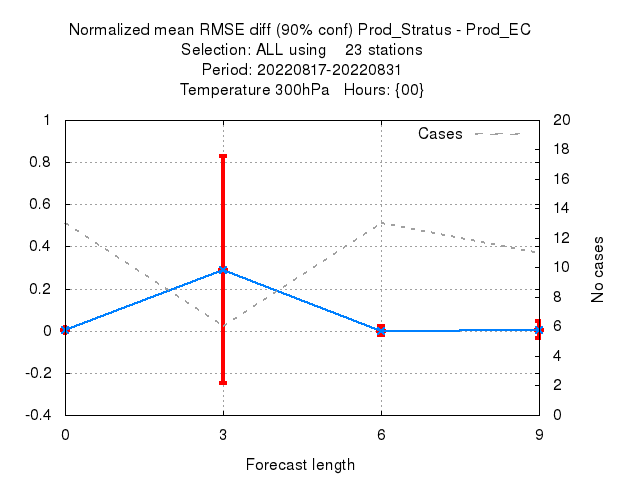 Normalized mean RMSE diff (90% conf) Prod_Stratus - Prod_EC
Selection: ALL using    23 stations
Period: 20220817-20220831
Temperature 300hPa   Hours: {00}
Cases
1
0.8
0.6
0.4
0.2
0
-0.2
-0.4
20
18
16
14
12
10
8
6
4
2
0
No cases
0 3 6 9
Forecast length